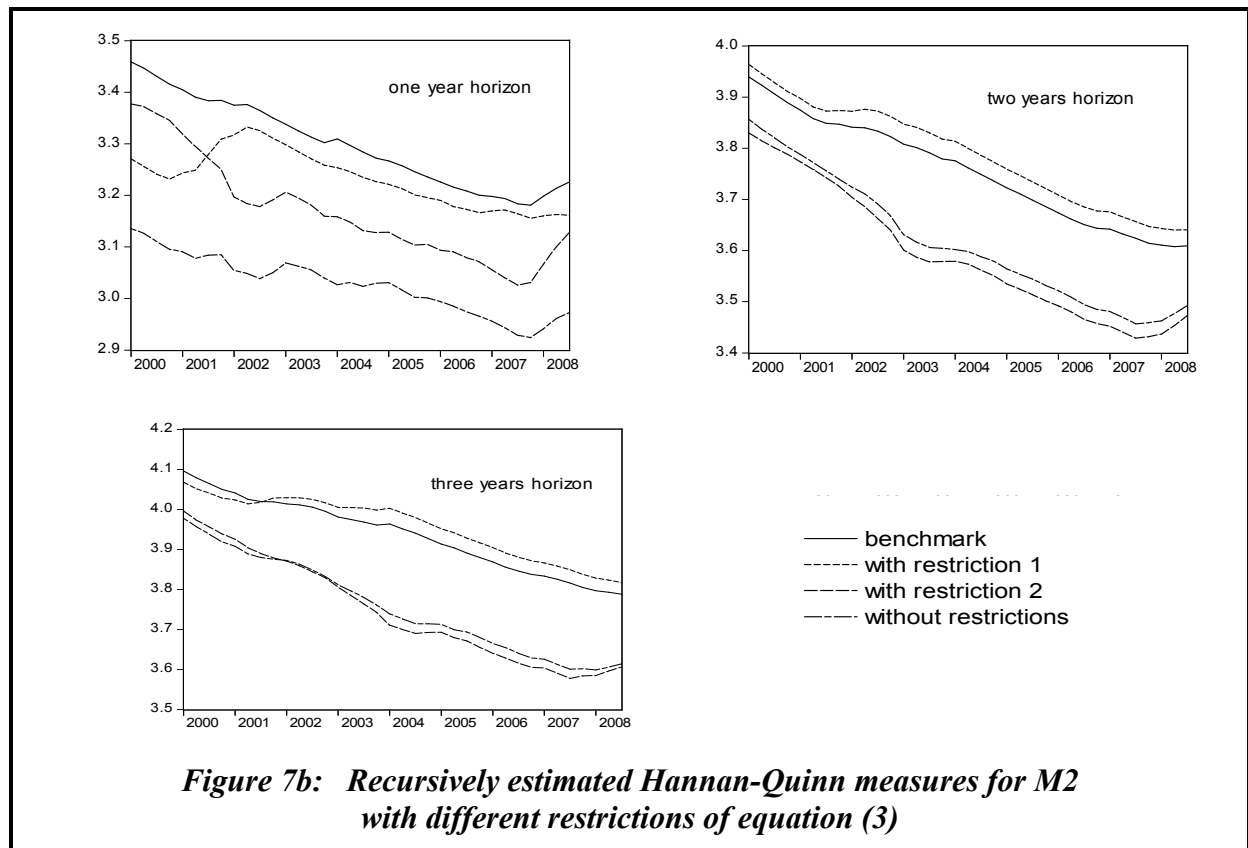 3.5
3.4
3.3
3.2
3.1
3.0
2.9
one year horizon
2000 2001 2002 2003 2004 2005 2006 2007 2008
4.0
3.9
3.8
3.7
3.6
3.5
3.4
two years horizon
2000 2001 2002 2003 2004 2005 2006 2007 2008
4.2
4.1
4.0
3.9
3.8
3.7
3.6
3.5
three years horizon
2000 2001 2002 2003 2004 2005 2006 2007 2008
benchmark
with restriction 1
with restriction 2
without restrictions
Figure 7b: Recursively estimated Hannan-Quinn measures for M2
with different restrictions of equation (3)